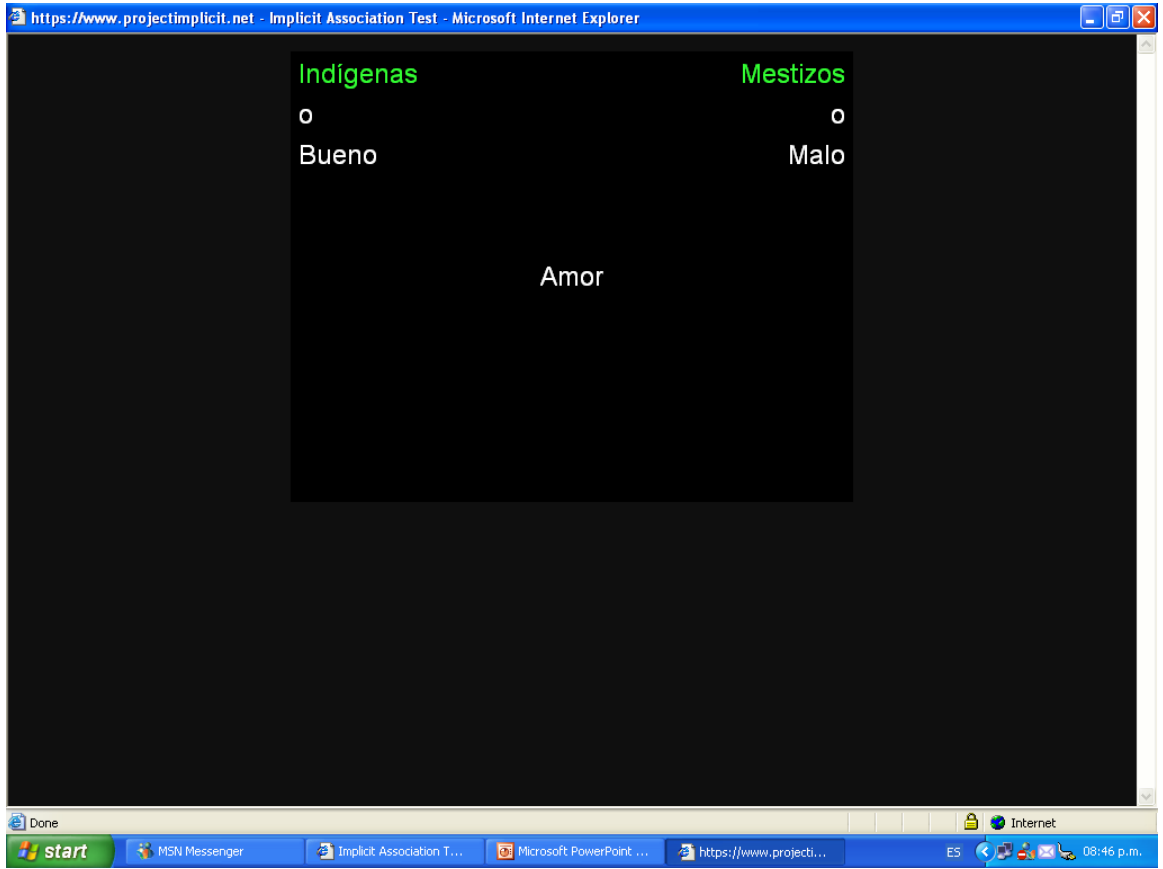 https://www.projectimplicit.net - Implicit Association Test - Microsoft Internet Explorer
Indígenas Mestizos
o o
Bueno Malo
Amor
Done Internet
start MSN Messenger Implicit Association T... Microsoft PowerPoint ... https://www.projecti... ES 08:46 p.m.